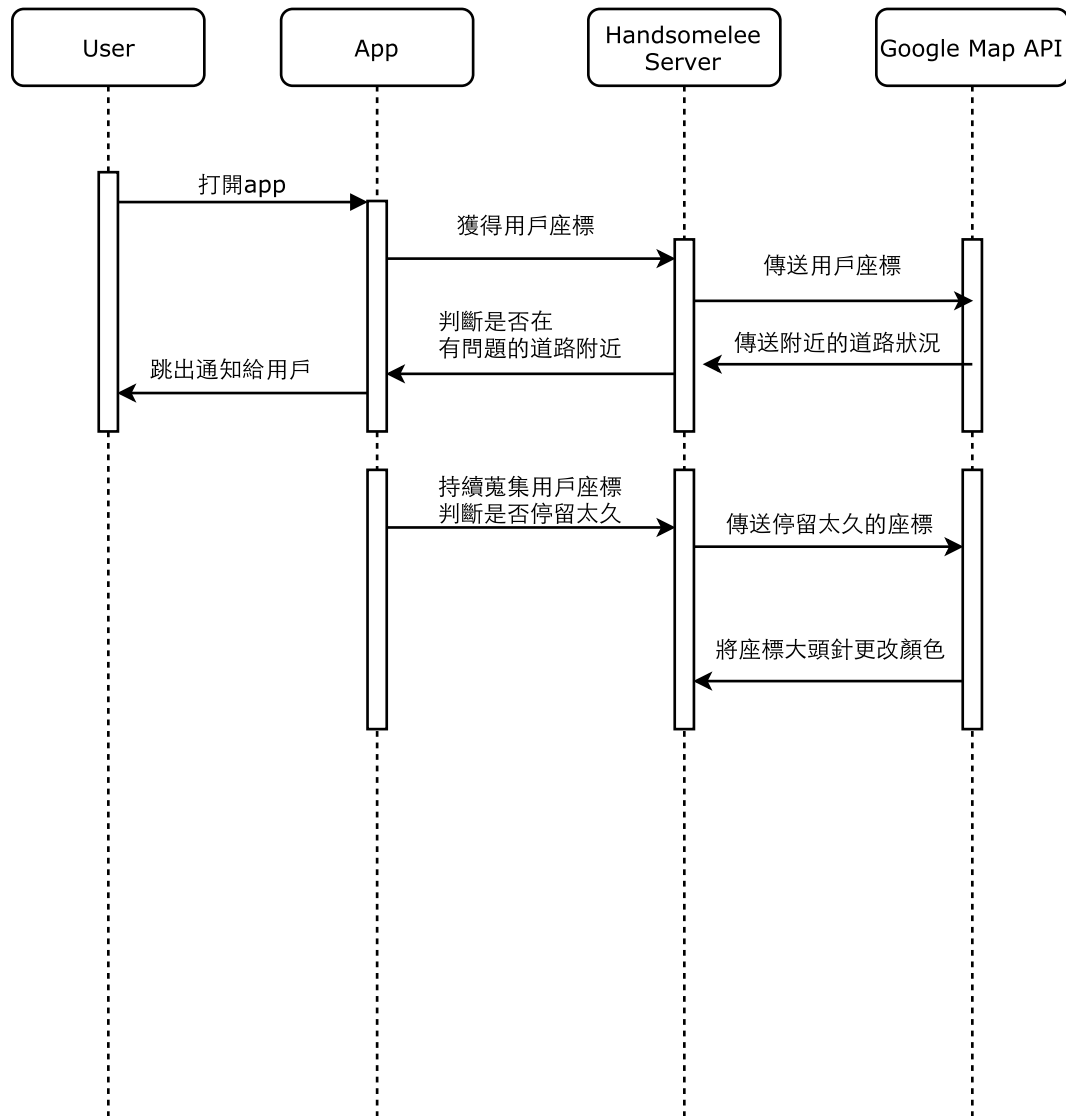 User
App
Handsomelee
Server
Google Map API
打開app
獲得用戶座標
傳送用戶座標
判斷是否在
有問題的道路附近
傳送附近的道路狀況
跳出通知給用戶
持續蒐集用戶座標
判斷是否停留太久
傳送停留太久的座標
將座標大頭針更改顏色